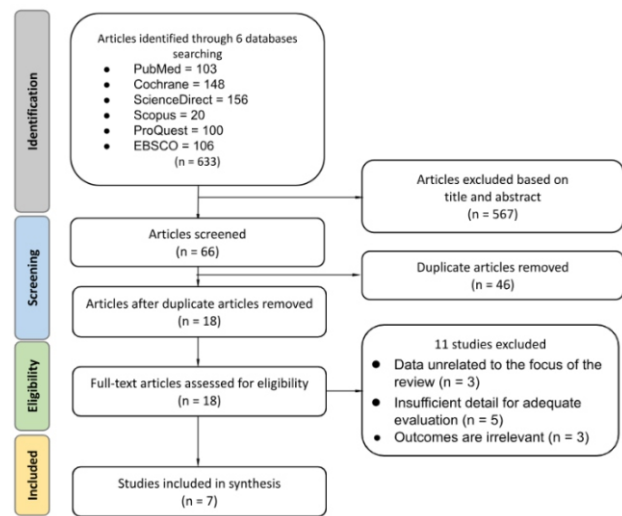 Identification
Articles identified through 6 databases
searching
● PubMed = 103
● Cochrane = 148
● ScienceDirect = 156
● Scopus = 20
● ProQuest = 100
● EBSCO = 106
(n = 633)
Articles excluded based on
title and abstract
(n = 567)
Screening
Articles screened
(n = 66)
Duplicate articles removed
(n = 46)
Articles after duplicate articles removed
(n = 18)
Eligibility
Full-text articles assessed for eligibility
(n = 18)
11 studies excluded
● Data unrelated to the focus of the
review (n = 3)
● Insufficient detail for adequate
evaluation (n = 5)
● Outcomes are irrelevant (n = 3)
Included
Studies included in synthesis
(n = 7)